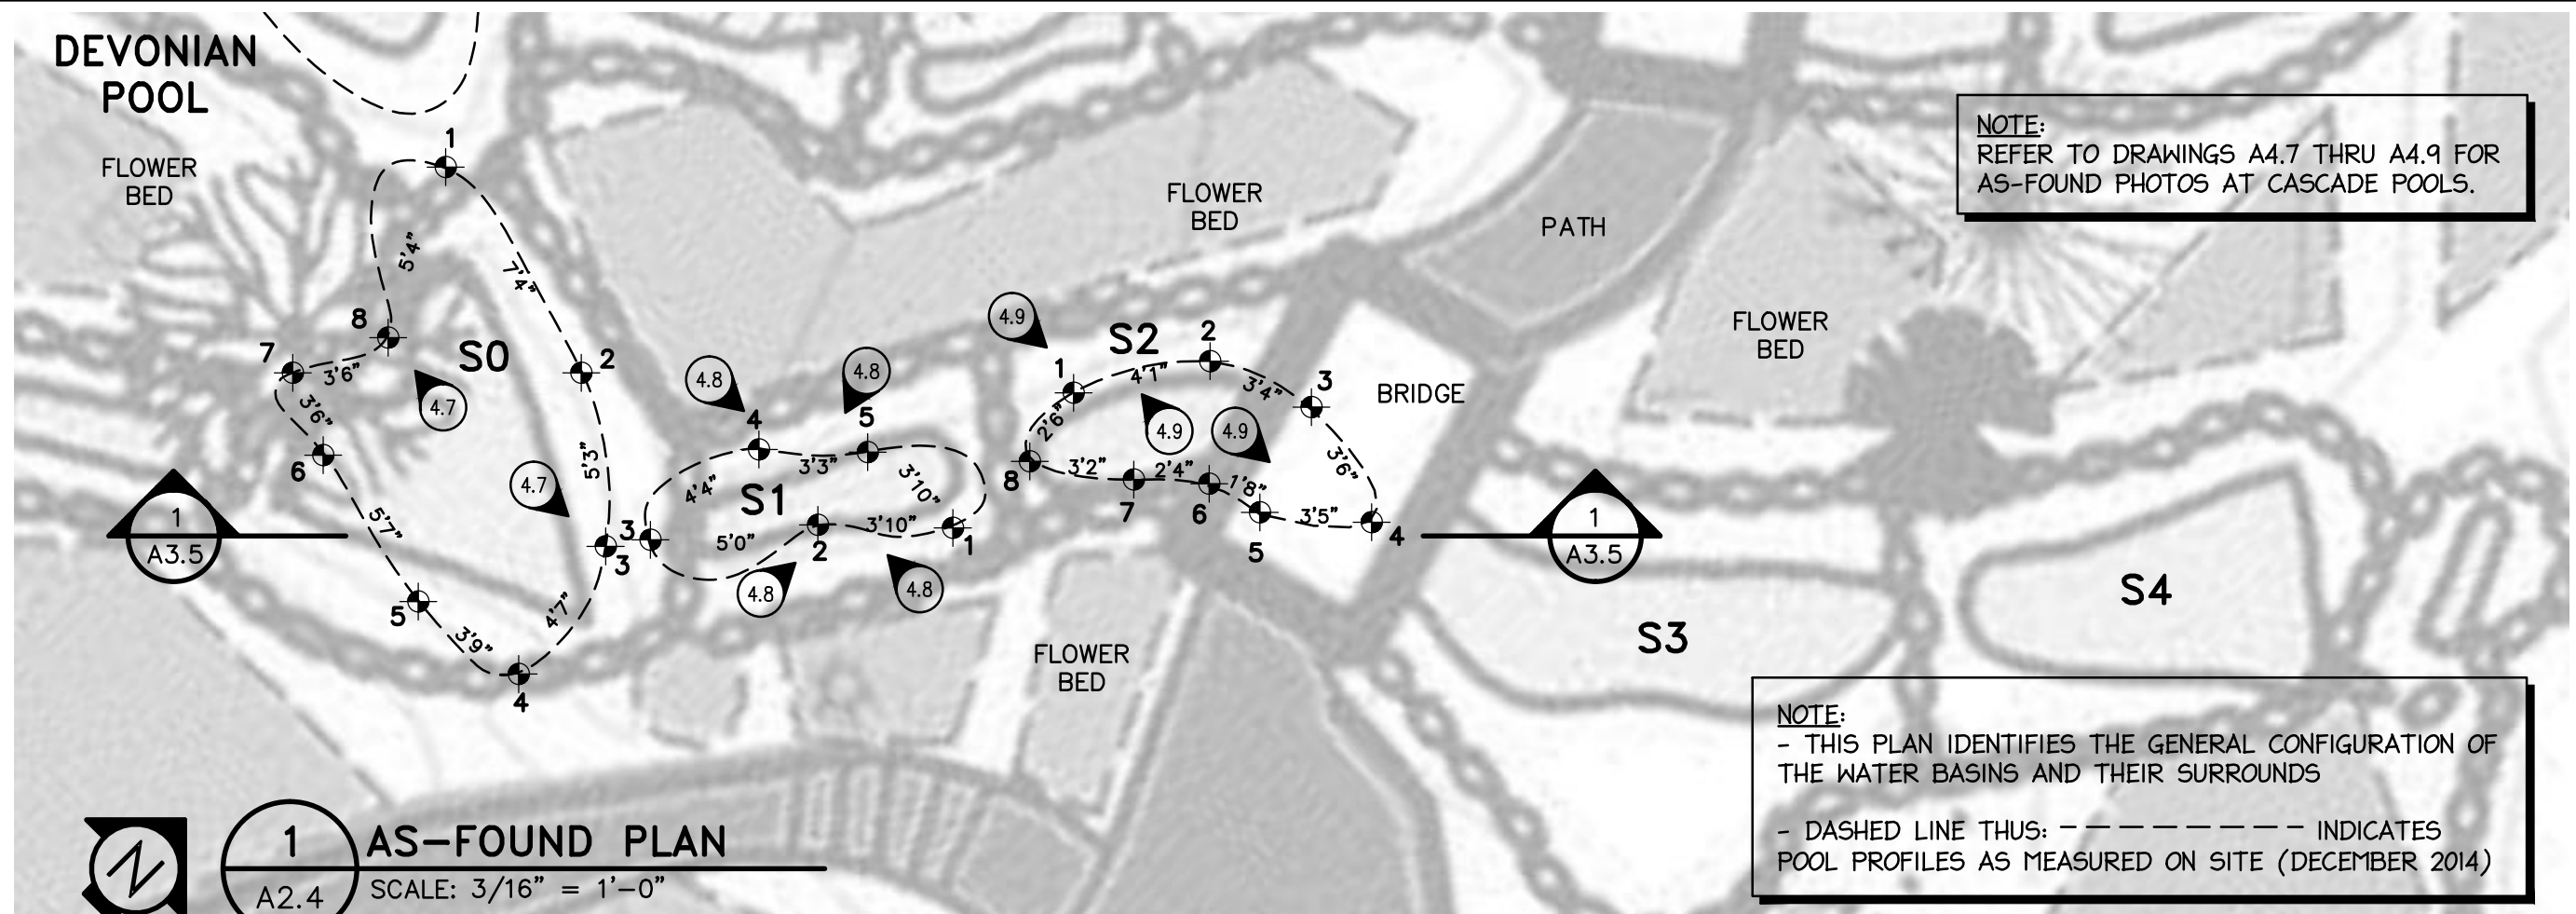 DEVONIAN
POOL
FLOWER
BED
1
5'4"
7'4"
8
S0
2
7
3'6"
4.7
3'6"
6
5'3"
4.7
5'7"
3
5
4'7"
3'9"
4
1
A3.5
4.8
4.8
4
5
3'3"
4'4"
S1
3'10"
3
5'0"
2
3'10"
1
4.8
4.8
FLOWER
BED
4.9
S2
2
1
4'1"
3'4"
3
2'6"
4.9
4.9
8
3'2"
2'4"
1'8"
3'6"
7
6
3'5"
4
5
BRIDGE
PATH
1
A3.5
FLOWER
BED
FLOWER
BED
S3
S4
NOTE:
REFER TO DRAWINGS A4.7 THRU A4.9 FOR
AS-FOUND PHOTOS AT CASCADE POOLS.
NOTE:
- THIS PLAN IDENTIFIES THE GENERAL CONFIGURATION OF
THE WATER BASINS AND THEIR SURROUNDS
- DASHED LINE THUS: – – – – – – – – – INDICATES
POOL PROFILES AS MEASURED ON SITE (DECEMBER 2014)
N
1
A2.4
AS-FOUND PLAN
SCALE: 3/16" = 1'-0"